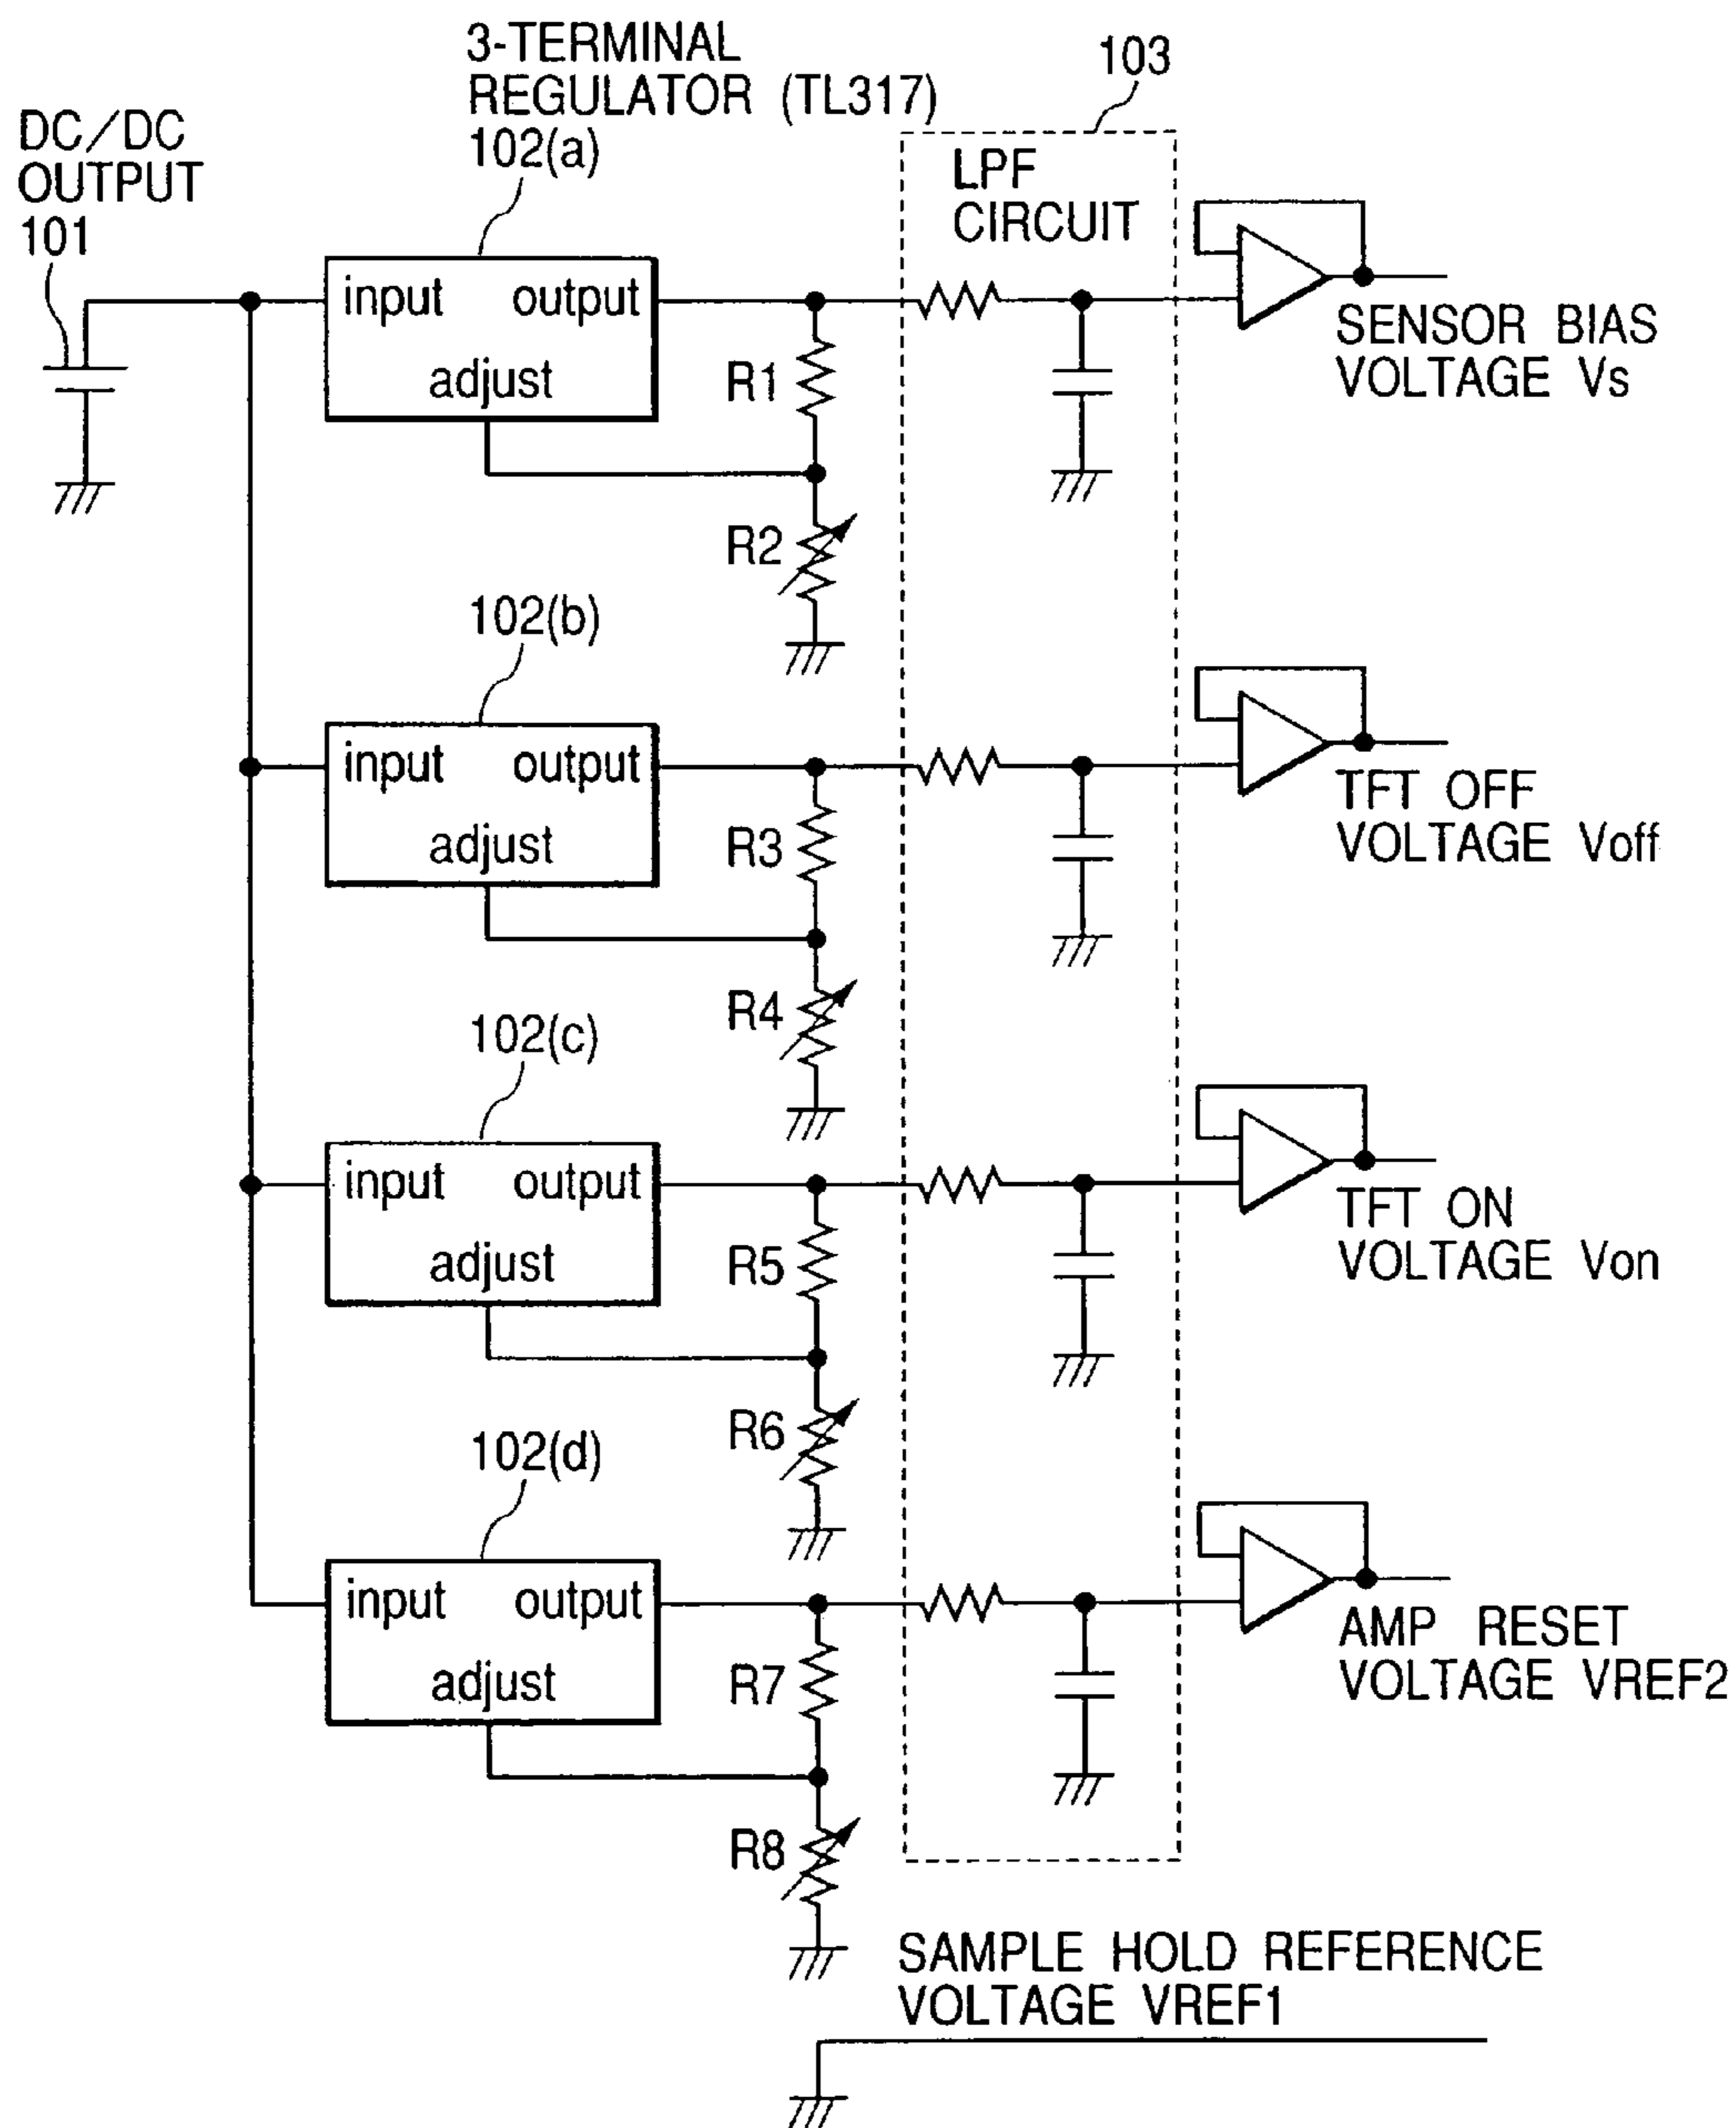 3-TERMINAL
REGULATOR (TL317)
102(a)
103
DC/DC
OUTPUT
101
LPF
CIRCUIT
input output
adjust
R1
R2
SENSOR BIAS
VOLTAGE Vs
102(b)
input output
adjust
R3
R4
TFT OFF
VOLTAGE Voff
102(c)
input output
adjust
R5
R6
TFT ON
VOLTAGE Von
102(d)
input output
adjust
R7
R8
AMP RESET
VOLTAGE VREF2
SAMPLE HOLD REFERENCE
VOLTAGE VREF1